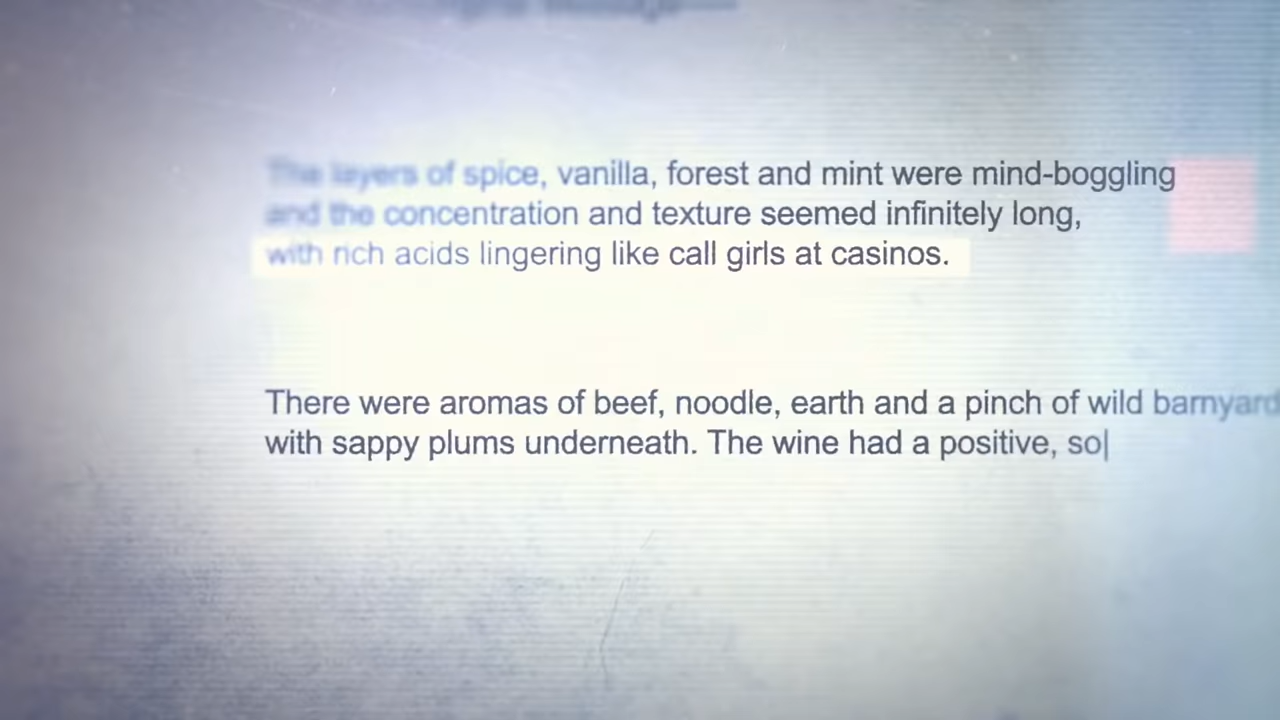 The layers of spice, vanilla, forest and mint were mind-boggling
and the concentration and texture seemed infinitely long,
with rich acids lingering like call girls at casinos.
There were aromas of beef, noodle, earth and a pinch of wild barnyard
with sappy plums underneath. The wine had a positive, so